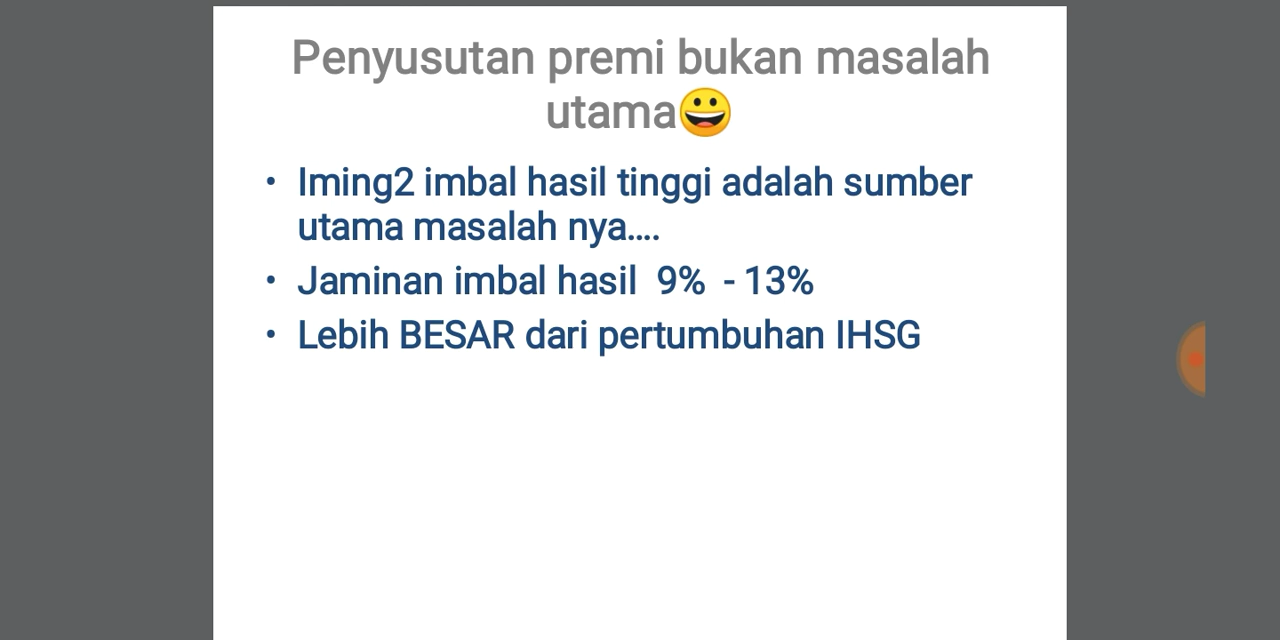 Penyusutan premi bukan masalah
utama😀
• Iming2 imbal hasil tinggi adalah sumber
utama masalah nya....
• Jaminan imbal hasil 9% - 13%
• Lebih BESAR dari pertumbuhan IHSG